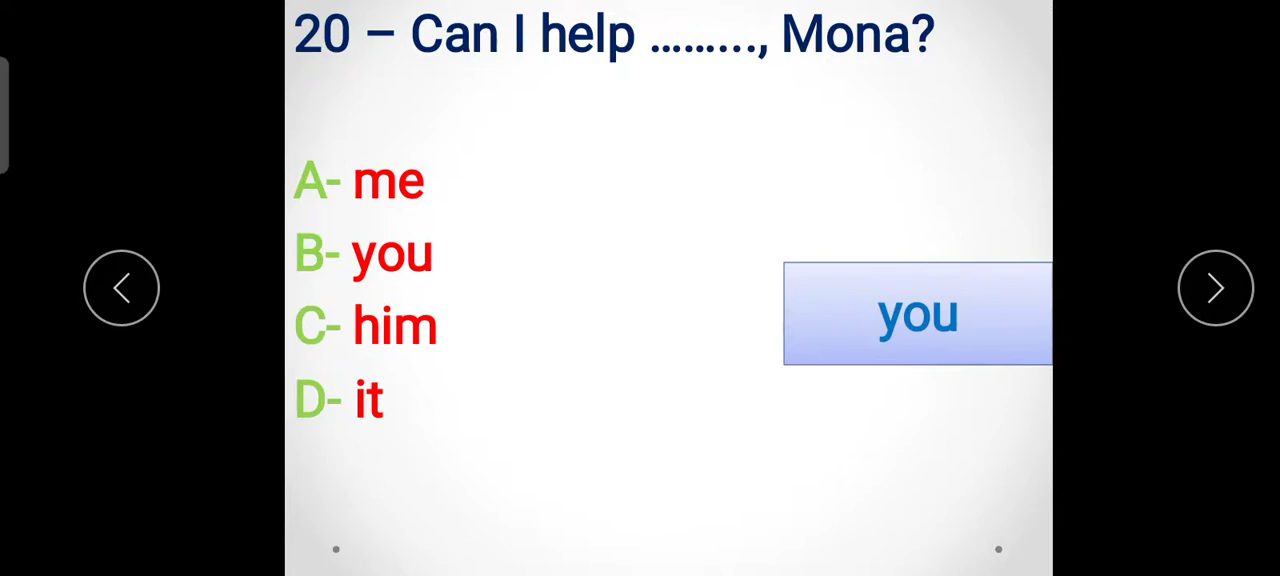 20 – Can I help ………, Mona?
A- me
B- you
C- him
D- it
you